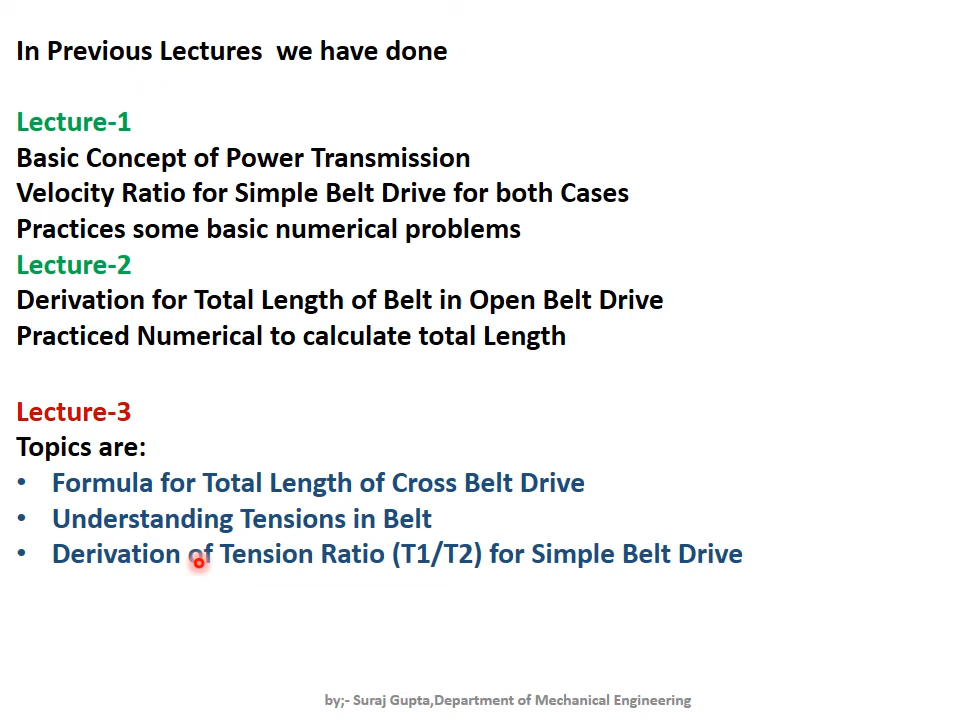 In Previous Lectures  we have done
Lecture-1
Basic Concept of Power Transmission
Velocity Ratio for Simple Belt Drive for both Cases
Practices some basic numerical problems
Lecture-2
Derivation for Total Length of Belt in Open Belt Drive
Practiced Numerical to calculate total Length
Lecture-3
Topics are:
• Formula for Total Length of Cross Belt Drive
• Understanding Tensions in Belt
• Derivation of Tension Ratio (T1/T2) for Simple Belt Drive
by;- Suraj Gupta,Department of Mechanical Engineering